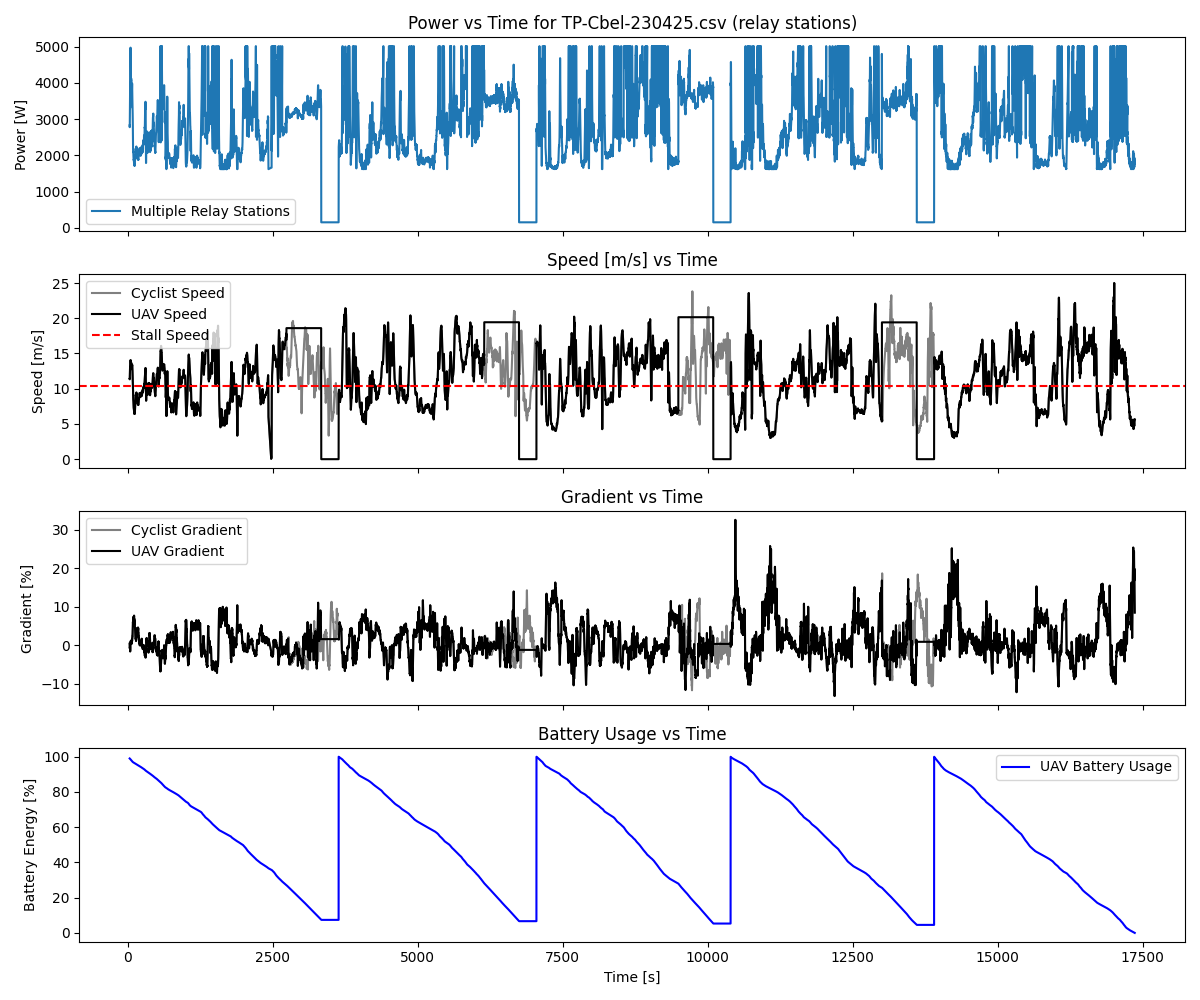 Power vs Time for TP-Cbel-230425.csv (relay stations)
5000
4000
3000
2000
1000
0
Power [W]
Multiple Relay Stations
Speed [m/s] vs Time
25
20
15
10
5
0
Speed [m/s]
Cyclist Speed
UAV Speed
Stall Speed
Gradient vs Time
30
20
10
0
−10
Gradient [%]
Cyclist Gradient
UAV Gradient
Battery Usage vs Time
100
80
60
40
20
0
Battery Energy [%]
UAV Battery Usage
0 2500 5000 7500 10000 12500 15000 17500
Time [s]